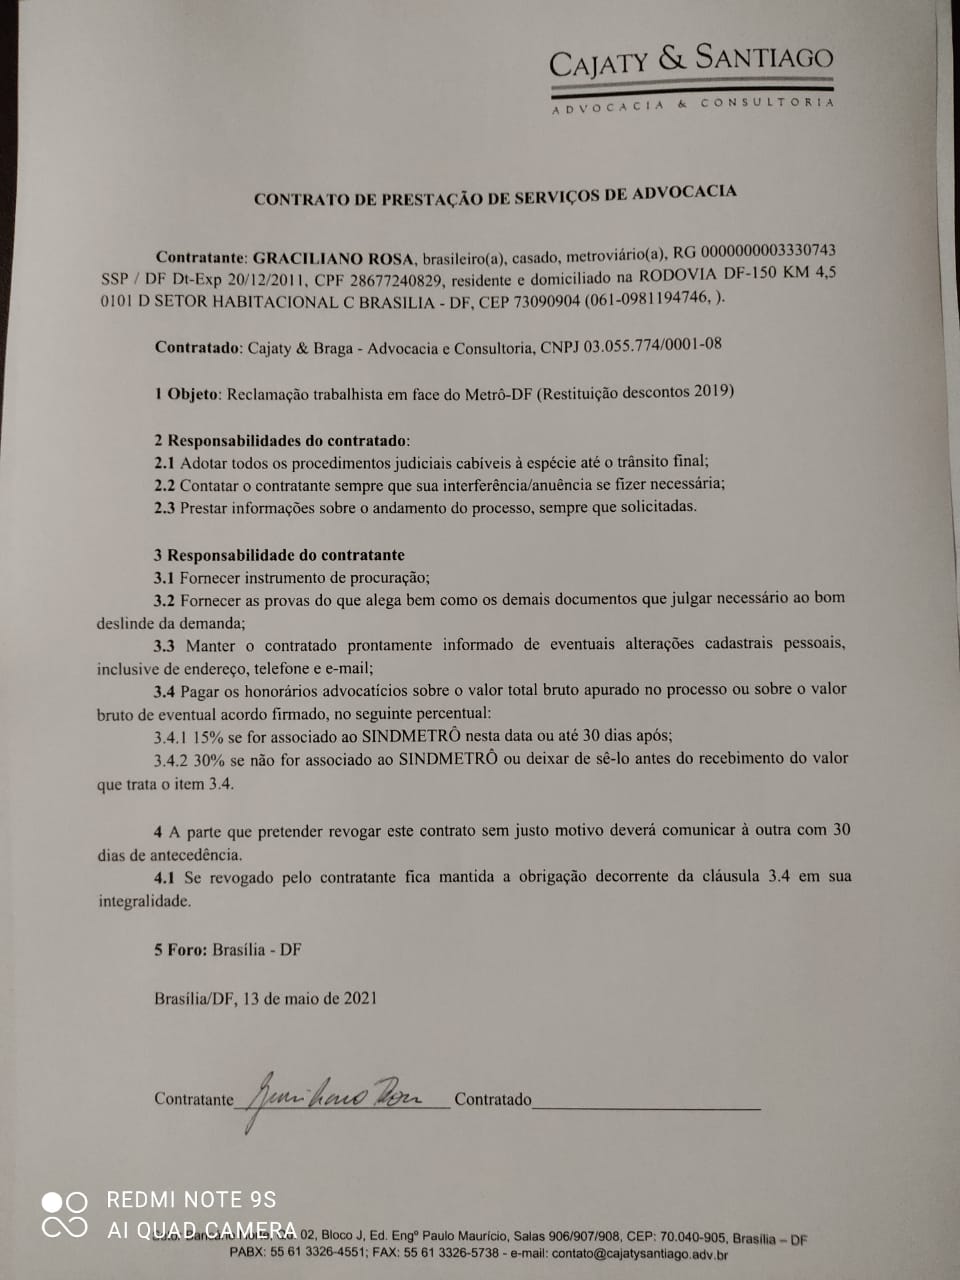 CAJATY & SANTIAGO
ADVOCACIA & CONSULTORIA
CONTRATO DE PRESTAÇÃO DE SERVIÇOS DE ADVOCACIA
Contratante: GRACILIANO ROSA, brasileiro(a), casado, metroviário(a), RG 0000000003330743
SSP / DF Dt-Exp 20/12/2011, CPF 28677240829, residente e domiciliado na RODOVIA DF-150 KM 4,5
0101 D SETOR HABITACIONAL C BRASILIA - DF, CEP 73090904 (061-0981194746, ).
Contratado: Cajaty & Braga - Advocacia e Consultoria, CNPJ 03.055.774/0001-08
1 Objeto: Reclamação trabalhista em face do Metrô-DF (Restituição descontos 2019)
2 Responsabilidades do contratado:
2.1 Adotar todos os procedimentos judiciais cabíveis à espécie até o trânsito final;
2.2 Contatar o contratante sempre que sua interferência/anuência se fizer necessária;
2.3 Prestar informações sobre o andamento do processo, sempre que solicitadas.
3 Responsabilidade do contratante
3.1 Fornecer instrumento de procuração;
3.2 Fornecer as provas do que alega bem como os demais documentos que julgar necessário ao bom
deslinde da demanda;
3.3 Manter o contratado prontamente informado de eventuais alterações cadastrais pessoais,
inclusive de endereço, telefone e e-mail;
3.4 Pagar os honorários advocatícios sobre o valor total bruto apurado no processo ou sobre o valor
bruto de eventual acordo firmado, no seguinte percentual:
3.4.1 15% se for associado ao SINDMETRÔ nesta data ou até 30 dias após;
3.4.2 30% se não for associado ao SINDMETRÔ ou deixar de sê-lo antes do recebimento do valor
que trata o item 3.4.
4 A parte que pretender revogar este contrato sem justo motivo deverá comunicar à outra com 30
dias de antecedência.
4.1 Se revogado pelo contratante fica mantida a obrigação decorrente da cláusula 3.4 em sua
integralidade.
5 Foro: Brasília - DF
Brasília/DF, 13 de maio de 2021
Contratante Graciliano Rosa Contratado
REDMI NOTE 9S
AI QUAD CAMERA
02, Bloco J, Ed. Engº Paulo Maurício, Salas 906/907/908, CEP: 70.040-905, Brasília – DF
PABX: 55 61 3326-4551; FAX: 55 61 3326-5738 - e-mail: contato@cajatysantiago.adv.br